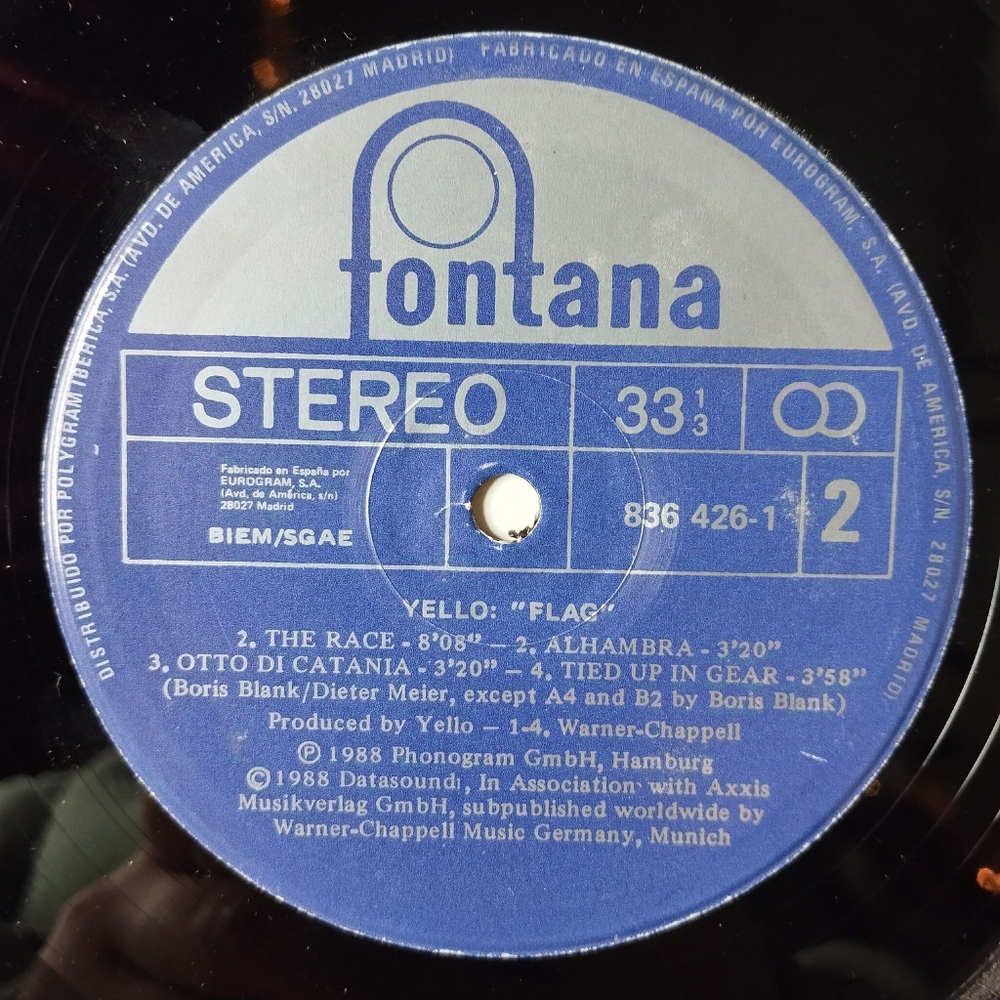 DISTRIBUIDO POR POLYGRAM IBERICA, S.A. (AVD. DE AMERICA, S/N. 28027 MADRID)
FABRICADO EN ESPAÑA POR EUROGRAM, S.A. (AVD. DE AMERICA, S/N. 28027 MADRID)
fontana
STEREO
33 1/3
Fabricado en España por
EUROGRAM, S.A.
(Avd. de América, s/n)
28027 Madrid
BIEM/SGAE
836 426-1
2
YELLO: "FLAG"
2. THE RACE - 8'08" — 2. ALHAMBRA - 3'20"
3. OTTO DI CATANIA - 3'20" — 4. TIED UP IN GEAR - 3'58"
(Boris Blank/Dieter Meier, except A4 and B2 by Boris Blank)
Produced by Yello — 1-4. Warner-Chappell
Ⓟ 1988 Phonogram GmbH, Hamburg
© 1988 Datasound, In Association with Axxis
Musikverlag GmbH, subpublished worldwide by
Warner-Chappell Music Germany, Munich